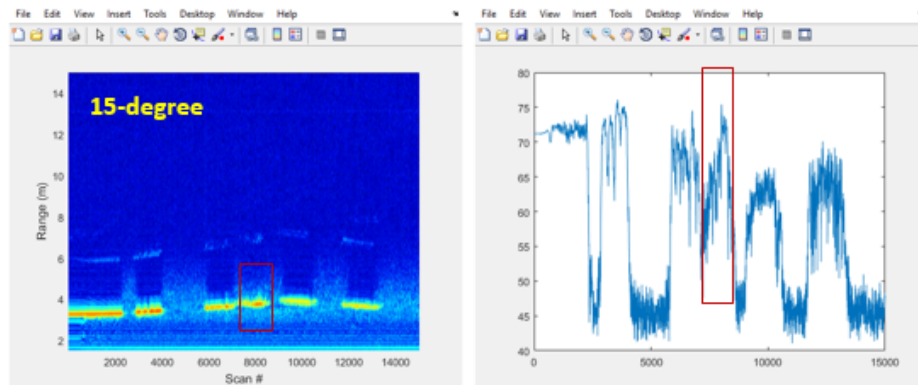 File Edit View Insert Tools Desktop Window Help
15-degree
14
12
10
8
6
4
2
Range (m)
2000 4000 6000 8000 10000 12000 14000
Scan #
File Edit View Insert Tools Desktop Window Help
80
75
70
65
60
55
50
45
40
0 5000 10000 15000